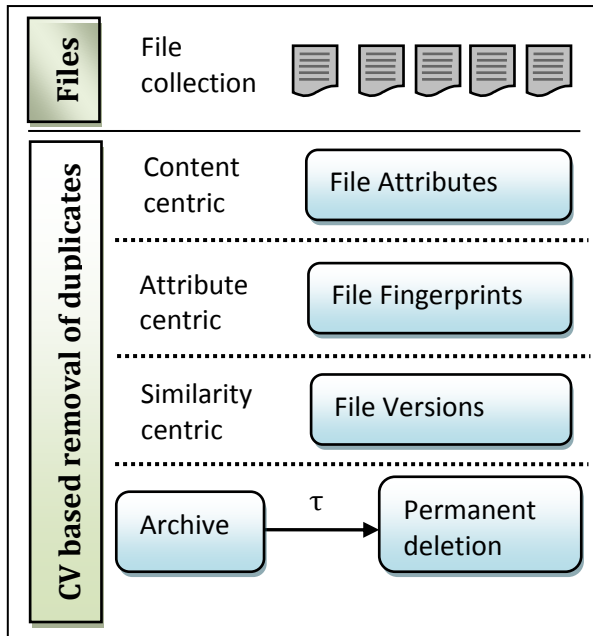 Files
File
collection
CV based removal of duplicates
Content
centric
File Attributes
Attribute
centric
File Fingerprints
Similarity
centric
File Versions
Archive
τ
Permanent
deletion